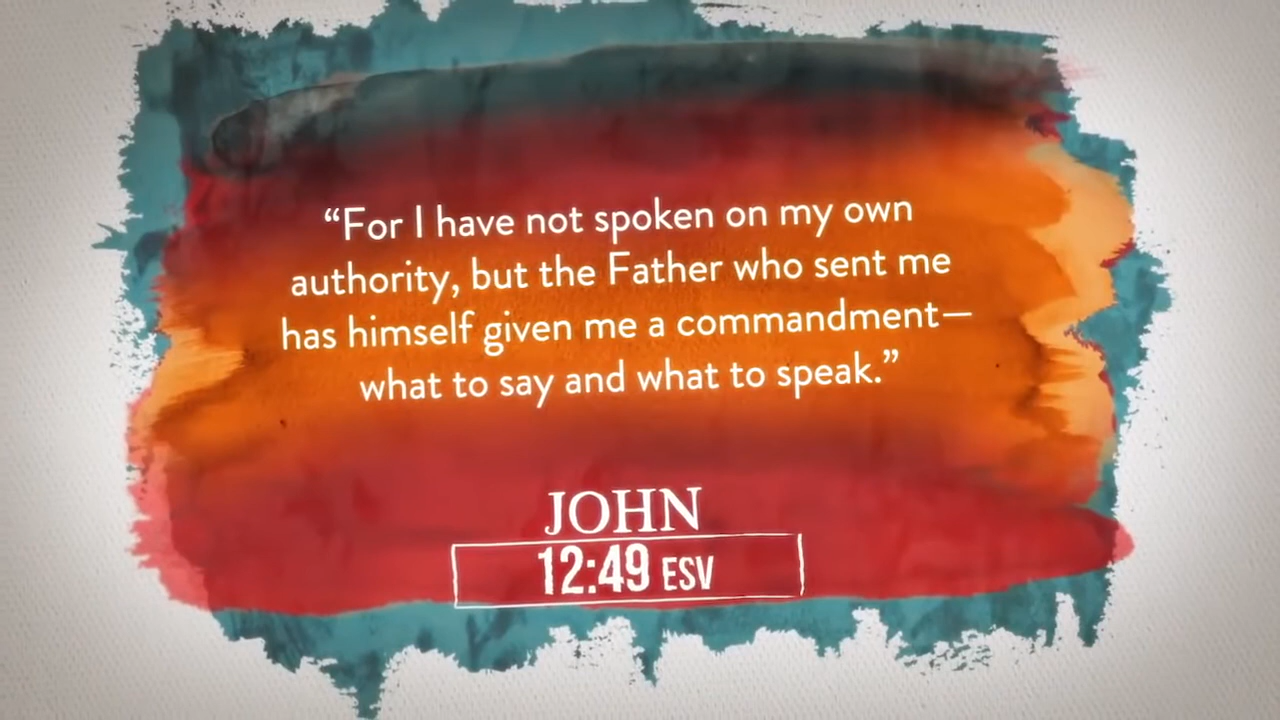 “For I have not spoken on my own
authority, but the Father who sent me
has himself given me a commandment—
what to say and what to speak.”
JOHN
12:49 ESV